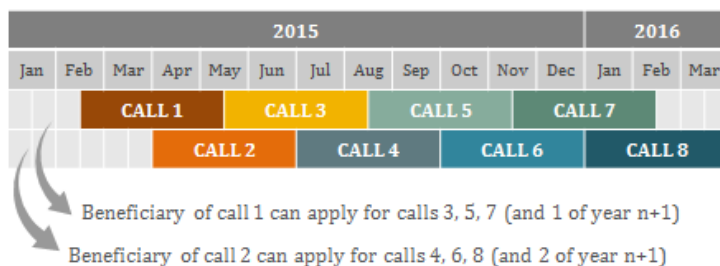 2015 2016
Jan Feb Mar Apr May Jun Jul Aug Sep Oct Nov Dec Jan Feb Mar
CALL 1 CALL 3 CALL 5 CALL 7
CALL 2 CALL 4 CALL 6 CALL 8
Beneficiary of call 1 can apply for calls 3, 5, 7 (and 1 of year n+1)
Beneficiary of call 2 can apply for calls 4, 6, 8 (and 2 of year n+1)